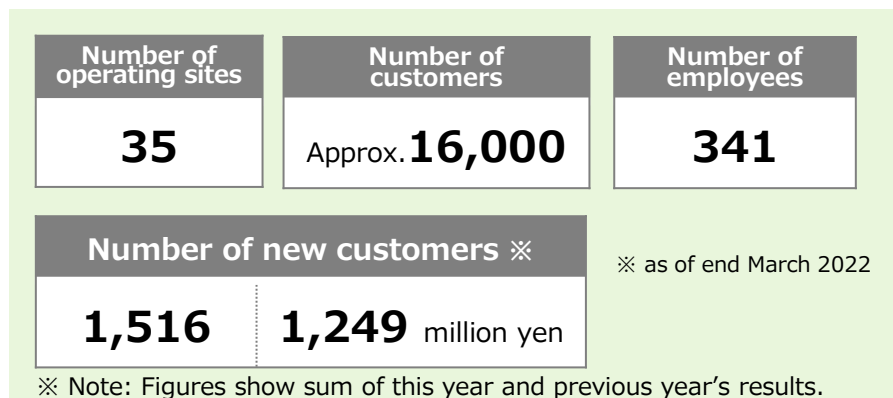 Number of
operating sites
35
Number of
customers
Approx.16,000
Number of
employees
341
Number of new customers ※
1,516
1,249 million yen
※ as of end March 2022
※ Note: Figures show sum of this year and previous year’s results.